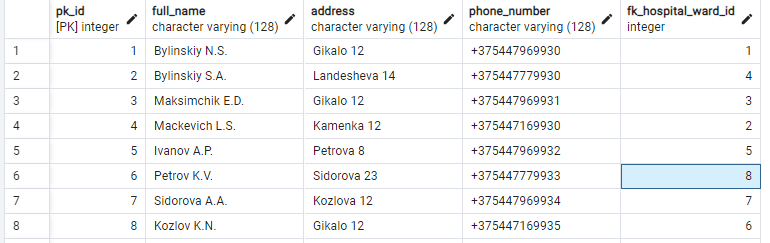 pk_id full_name address phone_number fk_hospital_ward_id
[PK] integer character varying (128) character varying (128) character varying (128) integer
1 1 Bylinskiy N.S. Gikalo 12 +375447969930 1
2 2 Bylinskiy S.A. Landesheva 14 +375447779930 4
3 3 Maksimchik E.D. Gikalo 12 +375447969931 3
4 4 Mackevich L.S. Kamenka 12 +375447169930 2
5 5 Ivanov A.P. Petrova 8 +375447969932 5
6 6 Petrov K.V. Sidorova 23 +375447779933 8
7 7 Sidorova A.A. Kozlova 12 +375447969934 7
8 8 Kozlov K.N. Gikalo 12 +375447169935 6